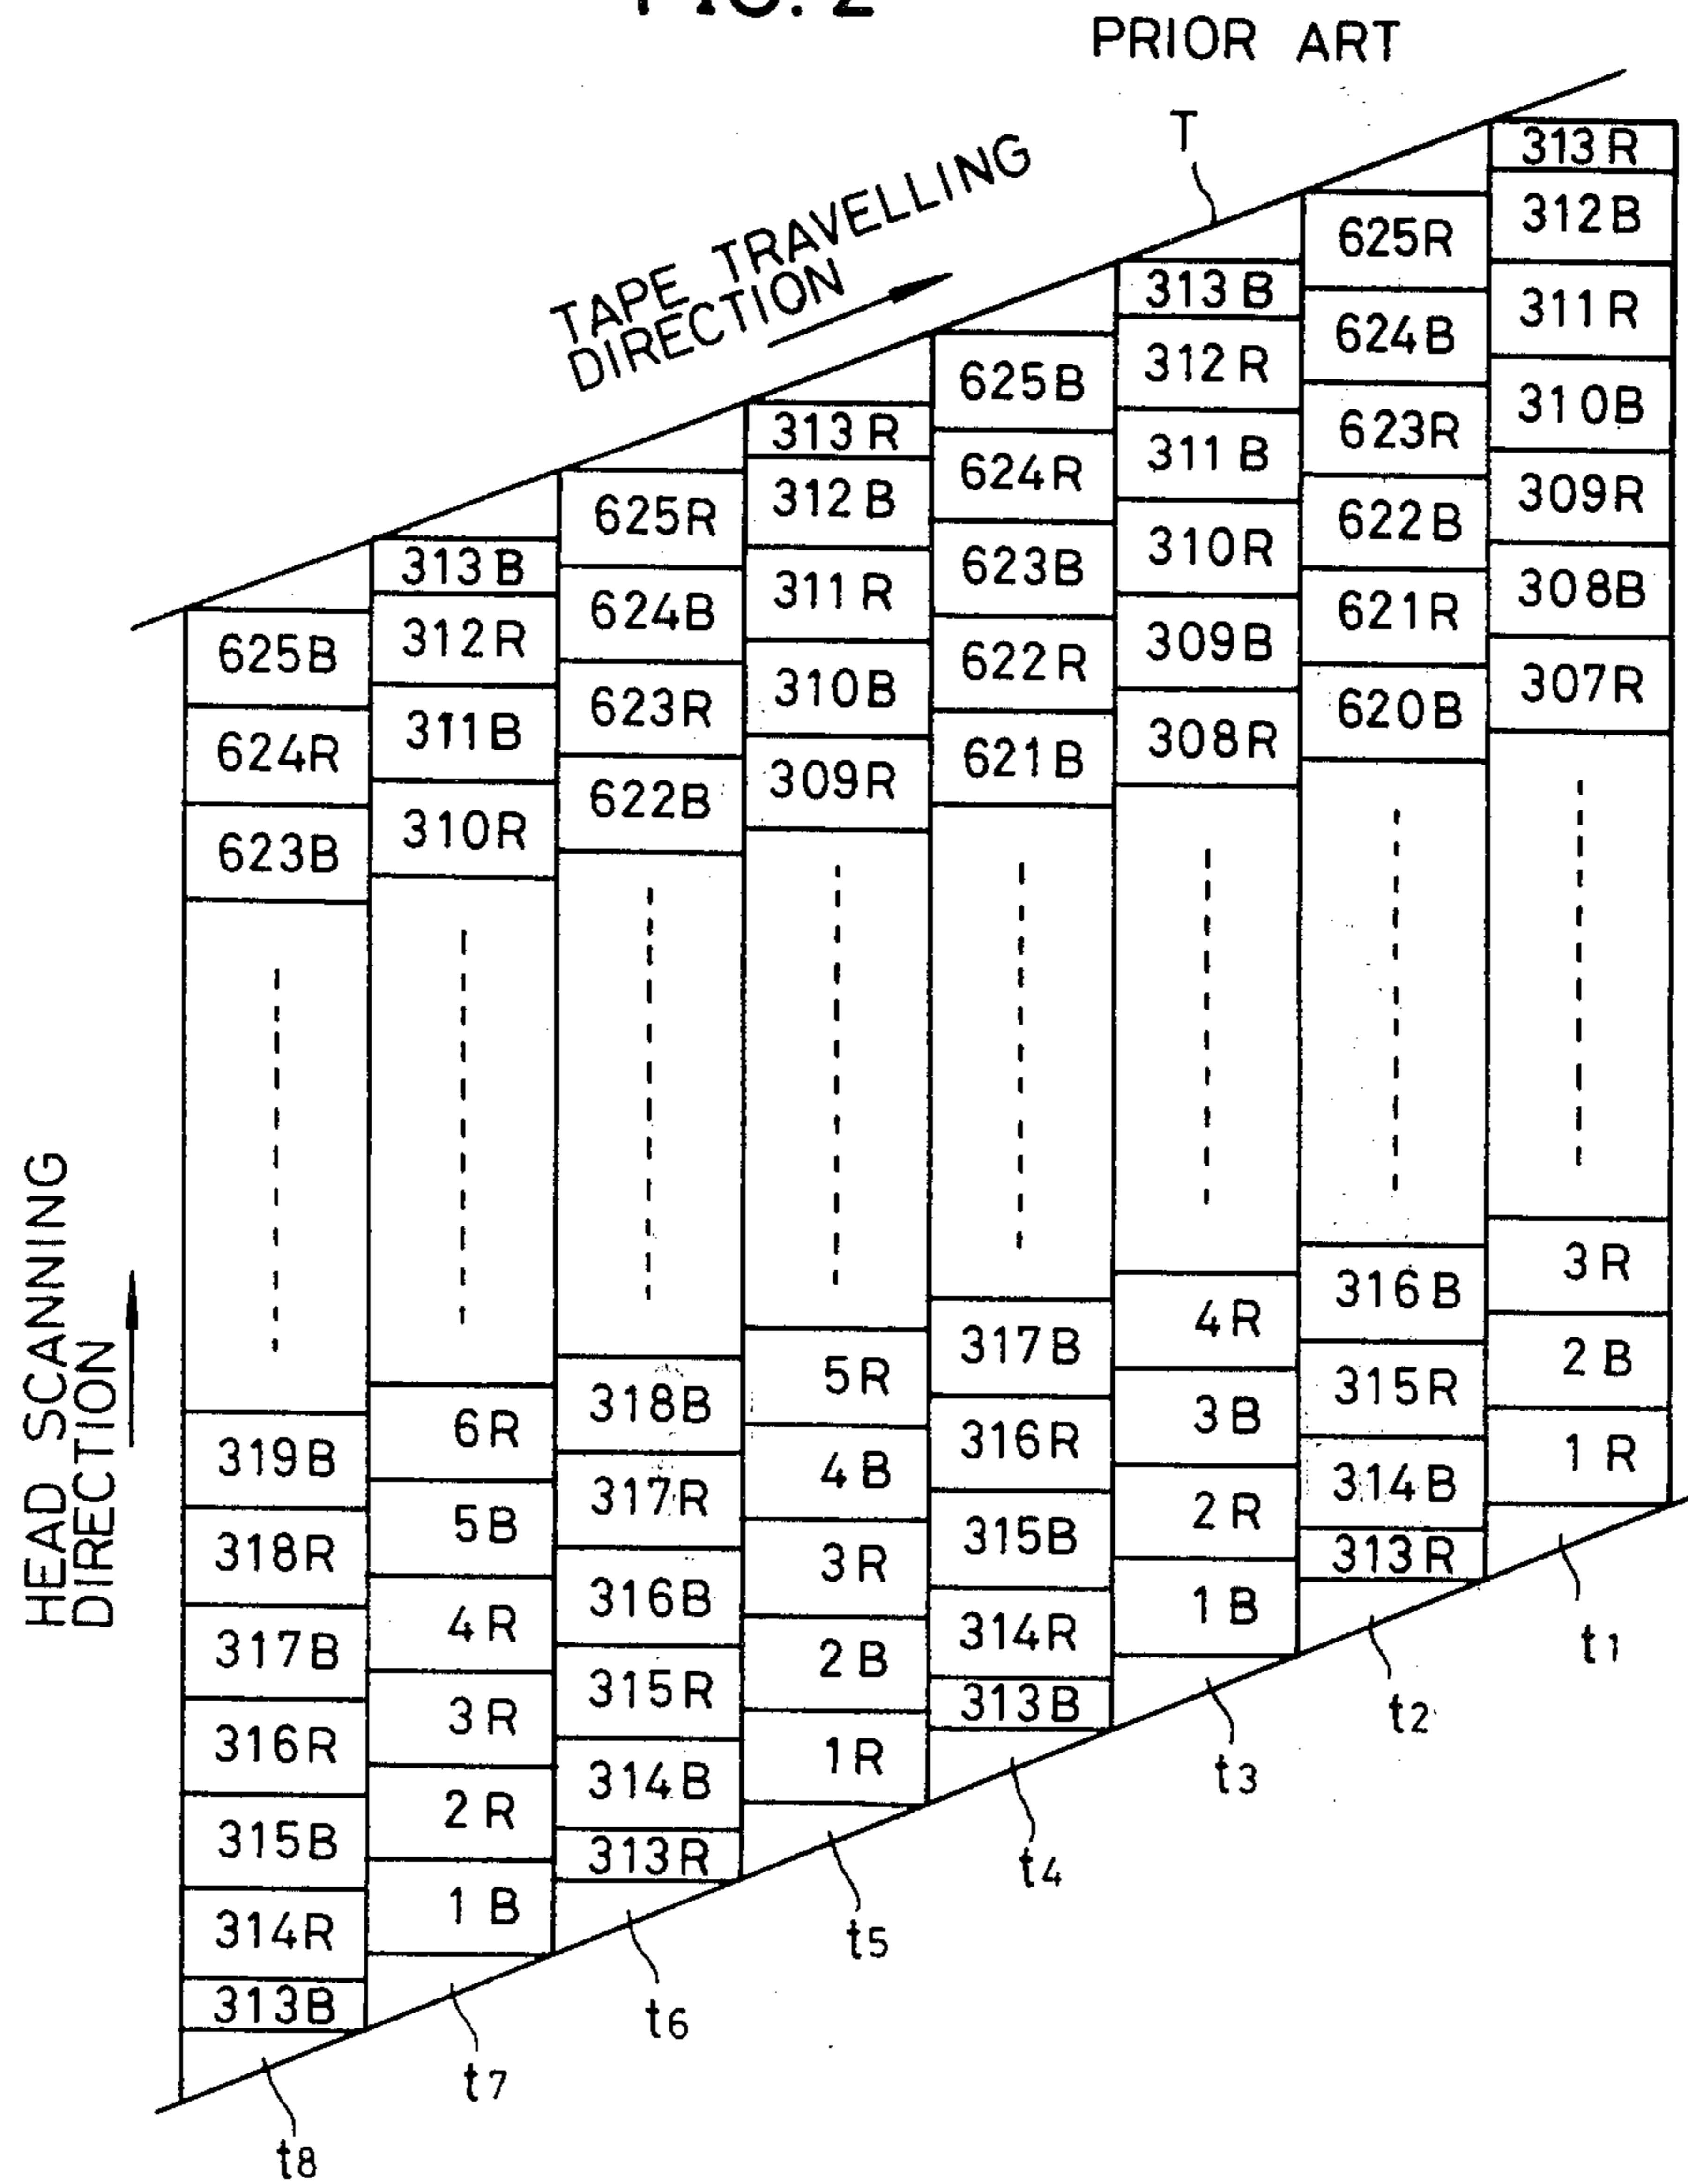 FIG. 2
PRIOR ART
T
TAPE TRAVELLING
DIRECTION
HEAD SCANNING
DIRECTION
625B
624R
623B
319B
318R
317B
316R
315B
314R
313B
t8
313B
312R
311B
310R
6R
5B
4R
3R
2R
1B
t7
625R
624B
623R
622B
318B
317R
316B
315R
314B
313R
t6
313R
312B
311R
310B
309R
5R
4B
3R
2B
1R
t5
625B
624R
623B
622R
621B
317B
316R
315B
314R
313B
t4
313B
312R
311B
310R
309B
308R
4R
3B
2R
1B
t3
625R
624B
623R
622B
621R
620B
316B
315R
314B
313R
t2
313R
312B
311R
310B
309R
308B
307R
3R
2B
1R
t1